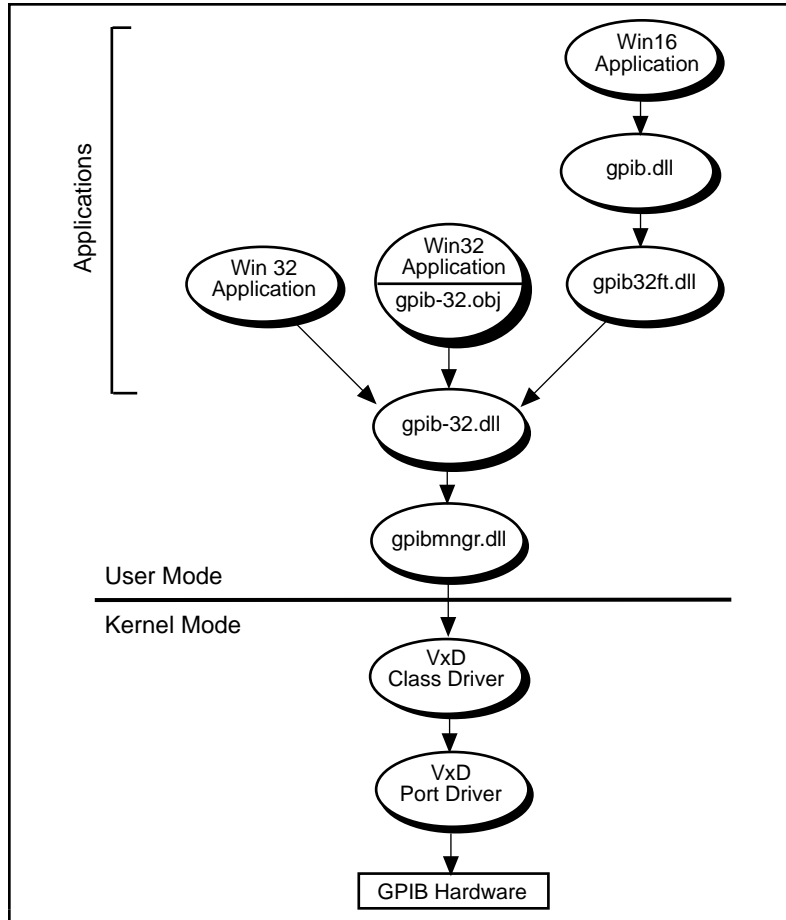 Win16
Application
gpib.dll
Applications
Win 32
Application
Win32
Application
gpib-32.obj
gpib32ft.dll
gpib-32.dll
gpibmngr.dll
User Mode
Kernel Mode
VxD
Class Driver
VxD
Port Driver
GPIB Hardware